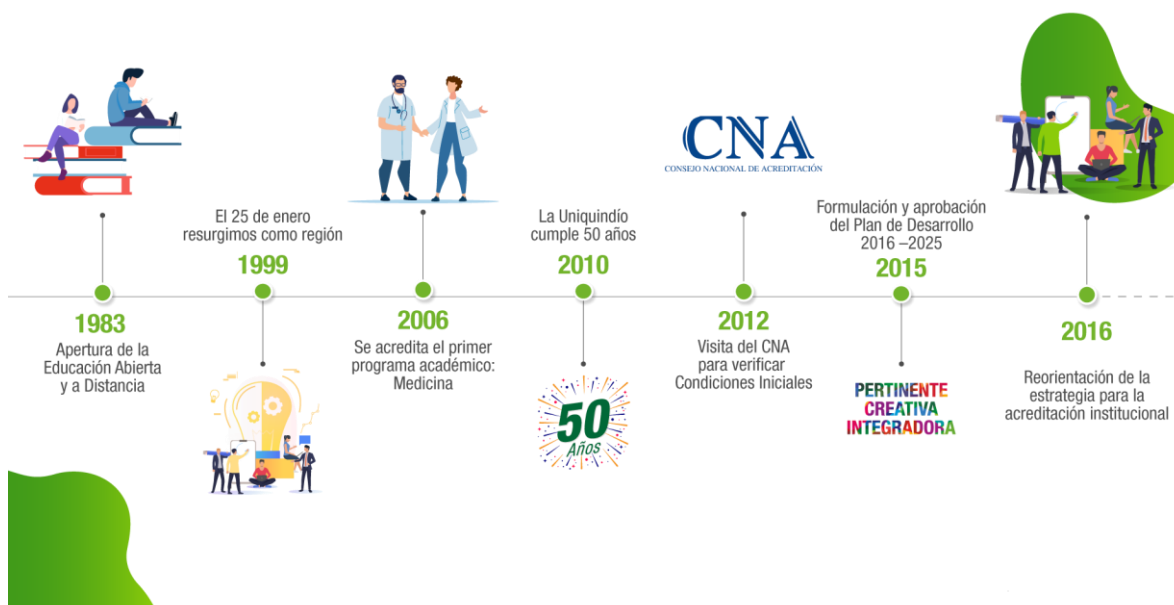 1983
Apertura de la
Educación Abierta
y a Distancia
El 25 de enero
resurgimos como región
1999
2006
Se acredita el primer
programa académico:
Medicina
La Uniquindío
cumple 50 años
2010
50
Años
CNA
CONSEJO NACIONAL DE ACREDITACIÓN
2012
Visita del CNA
para verificar
Condiciones Iniciales
Formulación y aprobación
del Plan de Desarrollo
2016 –2025
2015
PERTINENTE
CREATIVA
INTEGRADORA
2016
Reorientación de la
estrategia para la
acreditación institucional